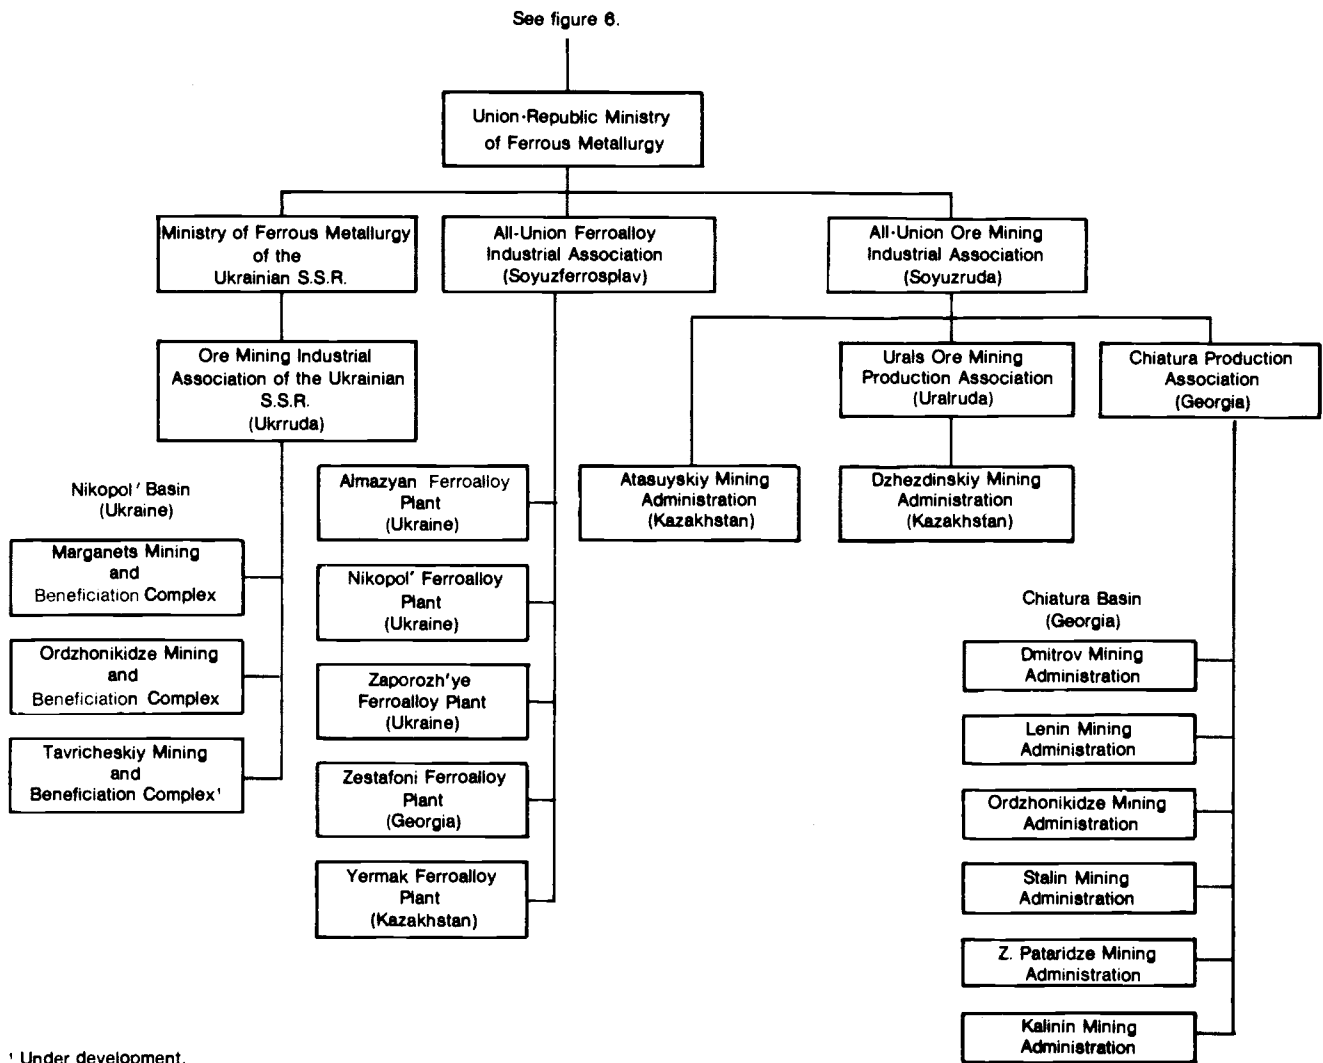 See figure 6.
Union-Republic Ministry
of Ferrous Metallurgy
Ministry of Ferrous Metallurgy
of the
Ukrainian S.S.R.
All-Union Ferroalloy
Industrial Association
(Soyuzferrosplav)
All-Union Ore Mining
Industrial Association
(Soyuzruda)
Ore Mining Industrial
Association of the Ukrainian
S.S.R.
(Ukrruda)
Urals Ore Mining
Production Association
(Uralruda)
Chiatura Production
Association
(Georgia)
Nikopol' Basin
(Ukraine)
Marganets Mining
and
Beneficiation Complex
Ordzhonikidze Mining
and
Beneficiation Complex
Tavricheskiy Mining
and
Beneficiation Complex¹
Almazyan Ferroalloy
Plant
(Ukraine)
Nikopol' Ferroalloy
Plant
(Ukraine)
Zaporozh'ye
Ferroalloy Plant
(Ukraine)
Zestafoni Ferroalloy
Plant
(Georgia)
Yermak Ferroalloy
Plant
(Kazakhstan)
Atasuyskiy Mining
Administration
(Kazakhstan)
Dzhezdinskiy Mining
Administration
(Kazakhstan)
Chiatura Basin
(Georgia)
Dmitrov Mining
Administration
Lenin Mining
Administration
Ordzhonikidze Mining
Administration
Stalin Mining
Administration
Z. Pataridze Mining
Administration
Kalinin Mining
Administration
¹ Under development.